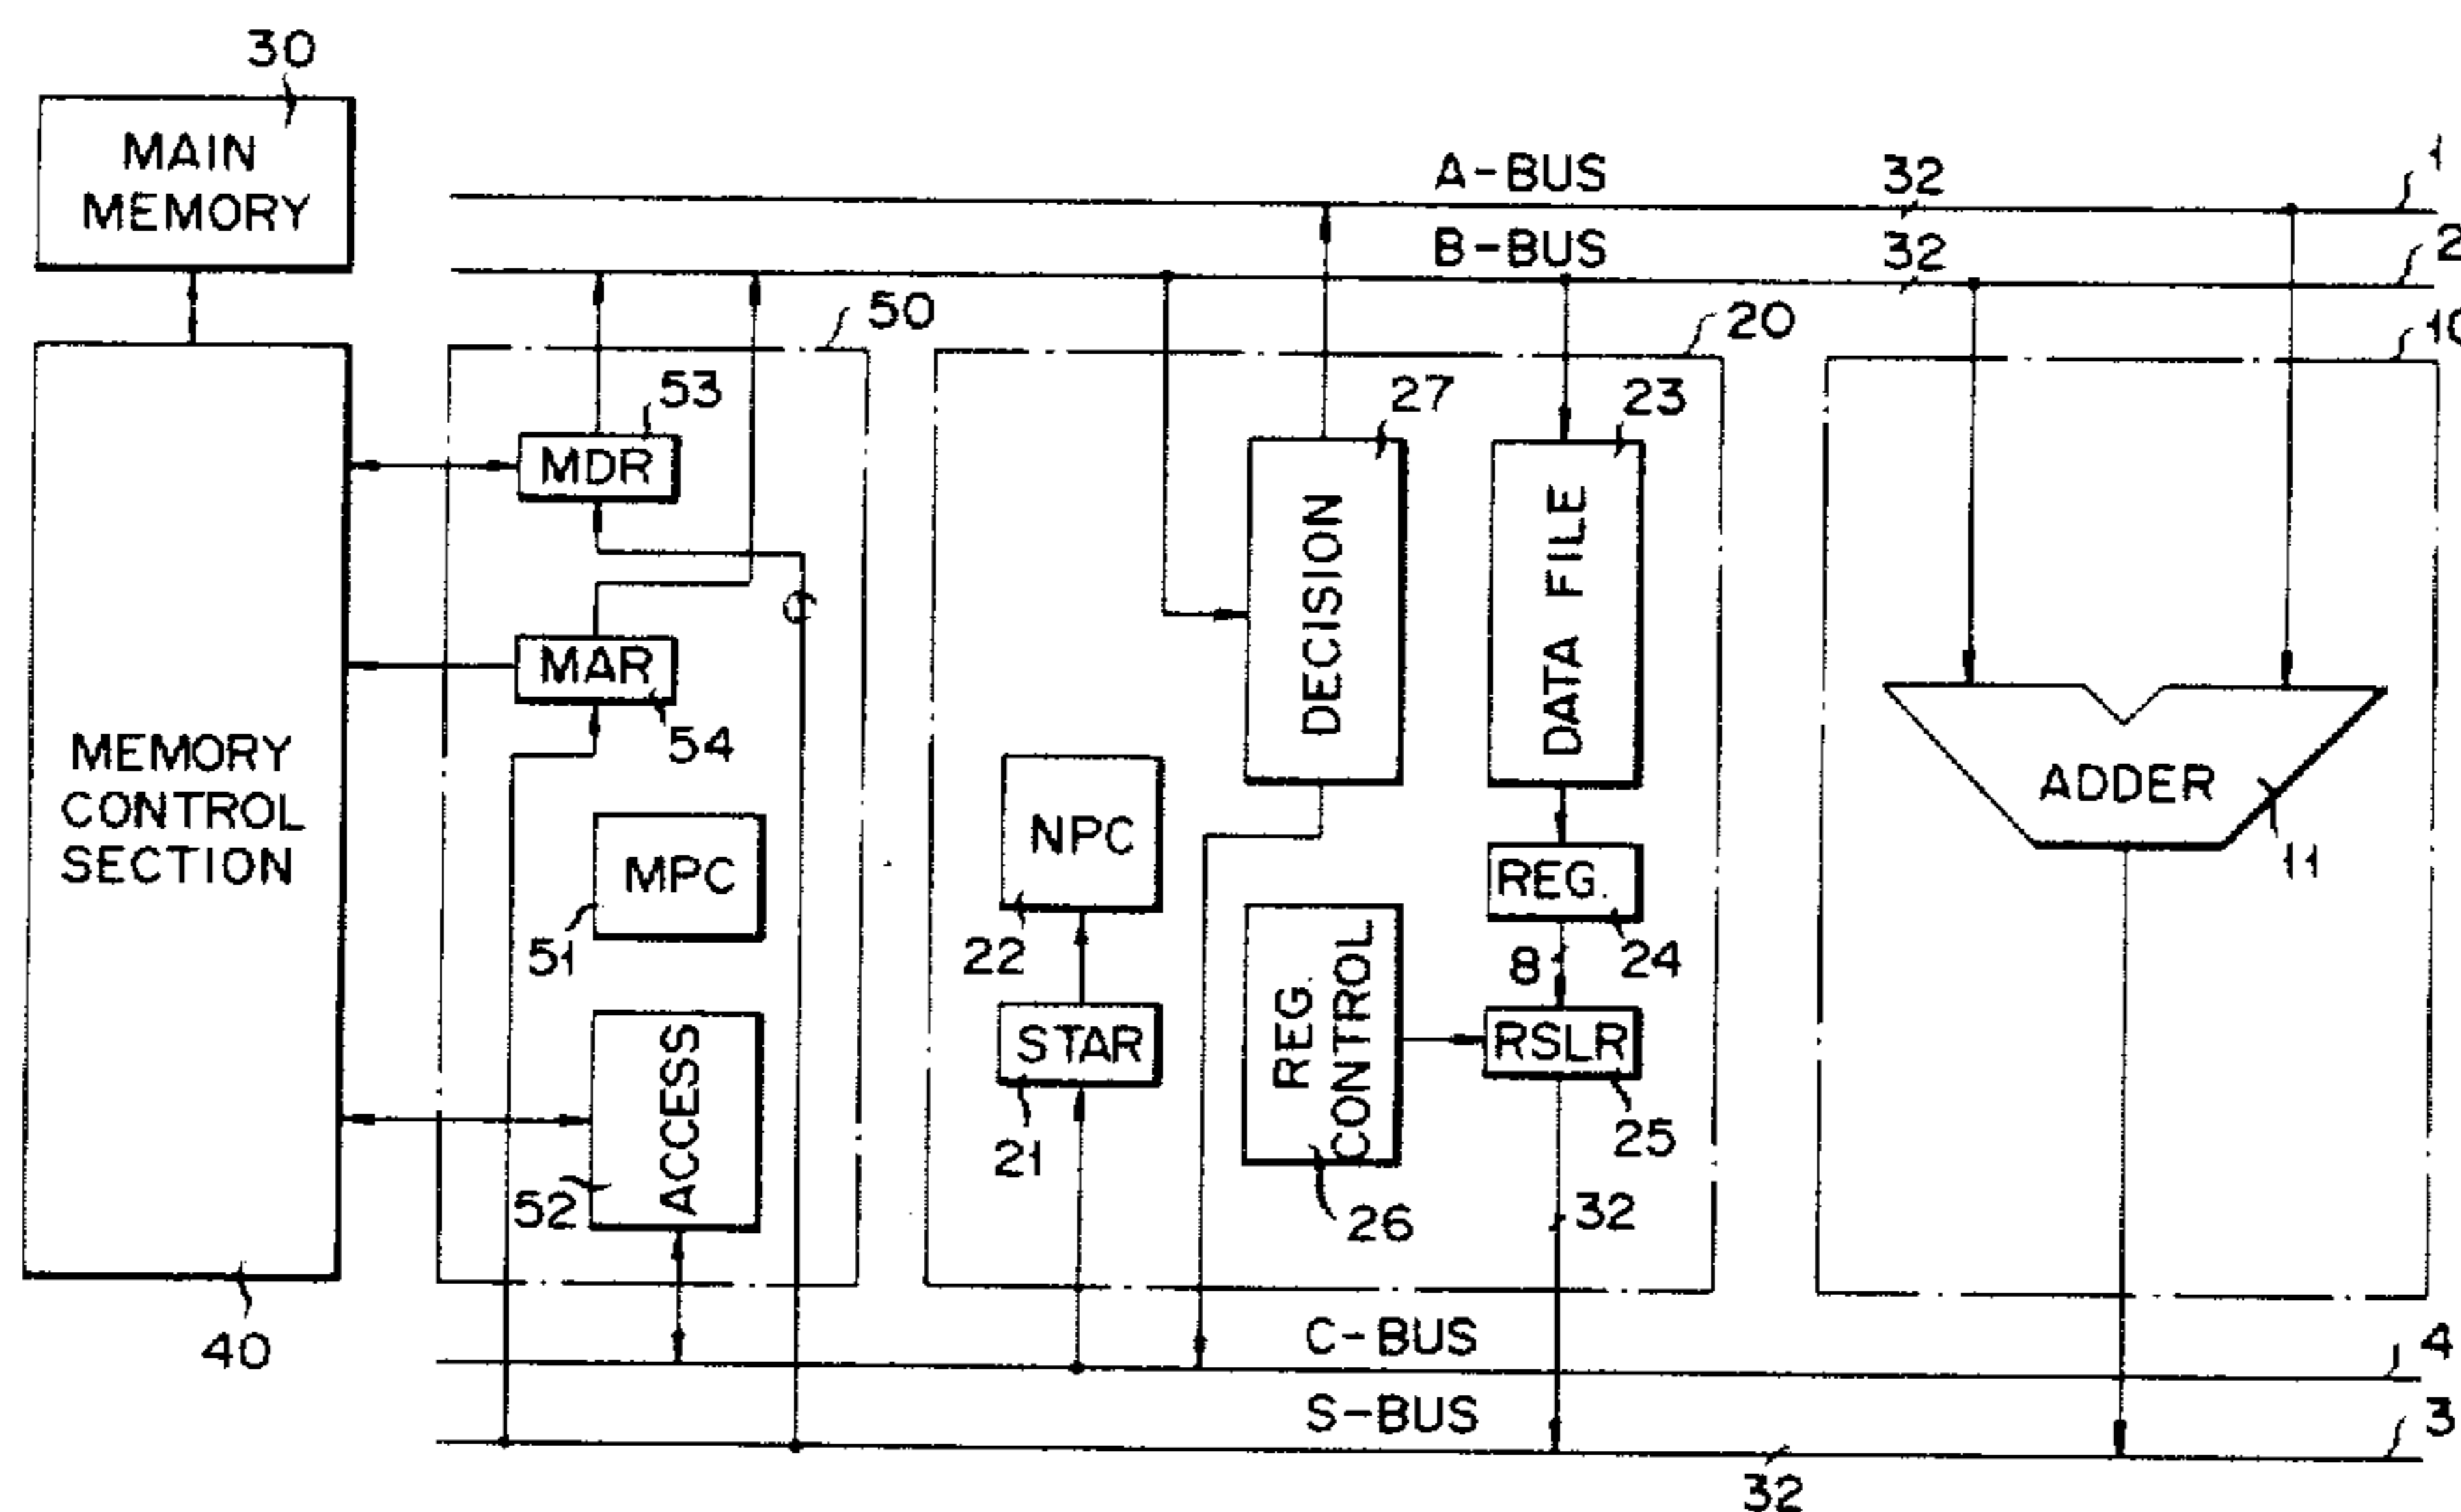 30
MAIN
MEMORY
A-BUS
32
1
B-BUS
32
2
50
20
10
53
27
23
MDR
DECISION
DATA FILE
MAR
54
MEMORY
CONTROL
SECTION
NPC
ADDER
11
MPC
51
22
REG.
24
8
REG.
CONTROL
STAR
RSLR
ACCESS
21
25
52
26
32
40
C-BUS
4
S-BUS
3
32